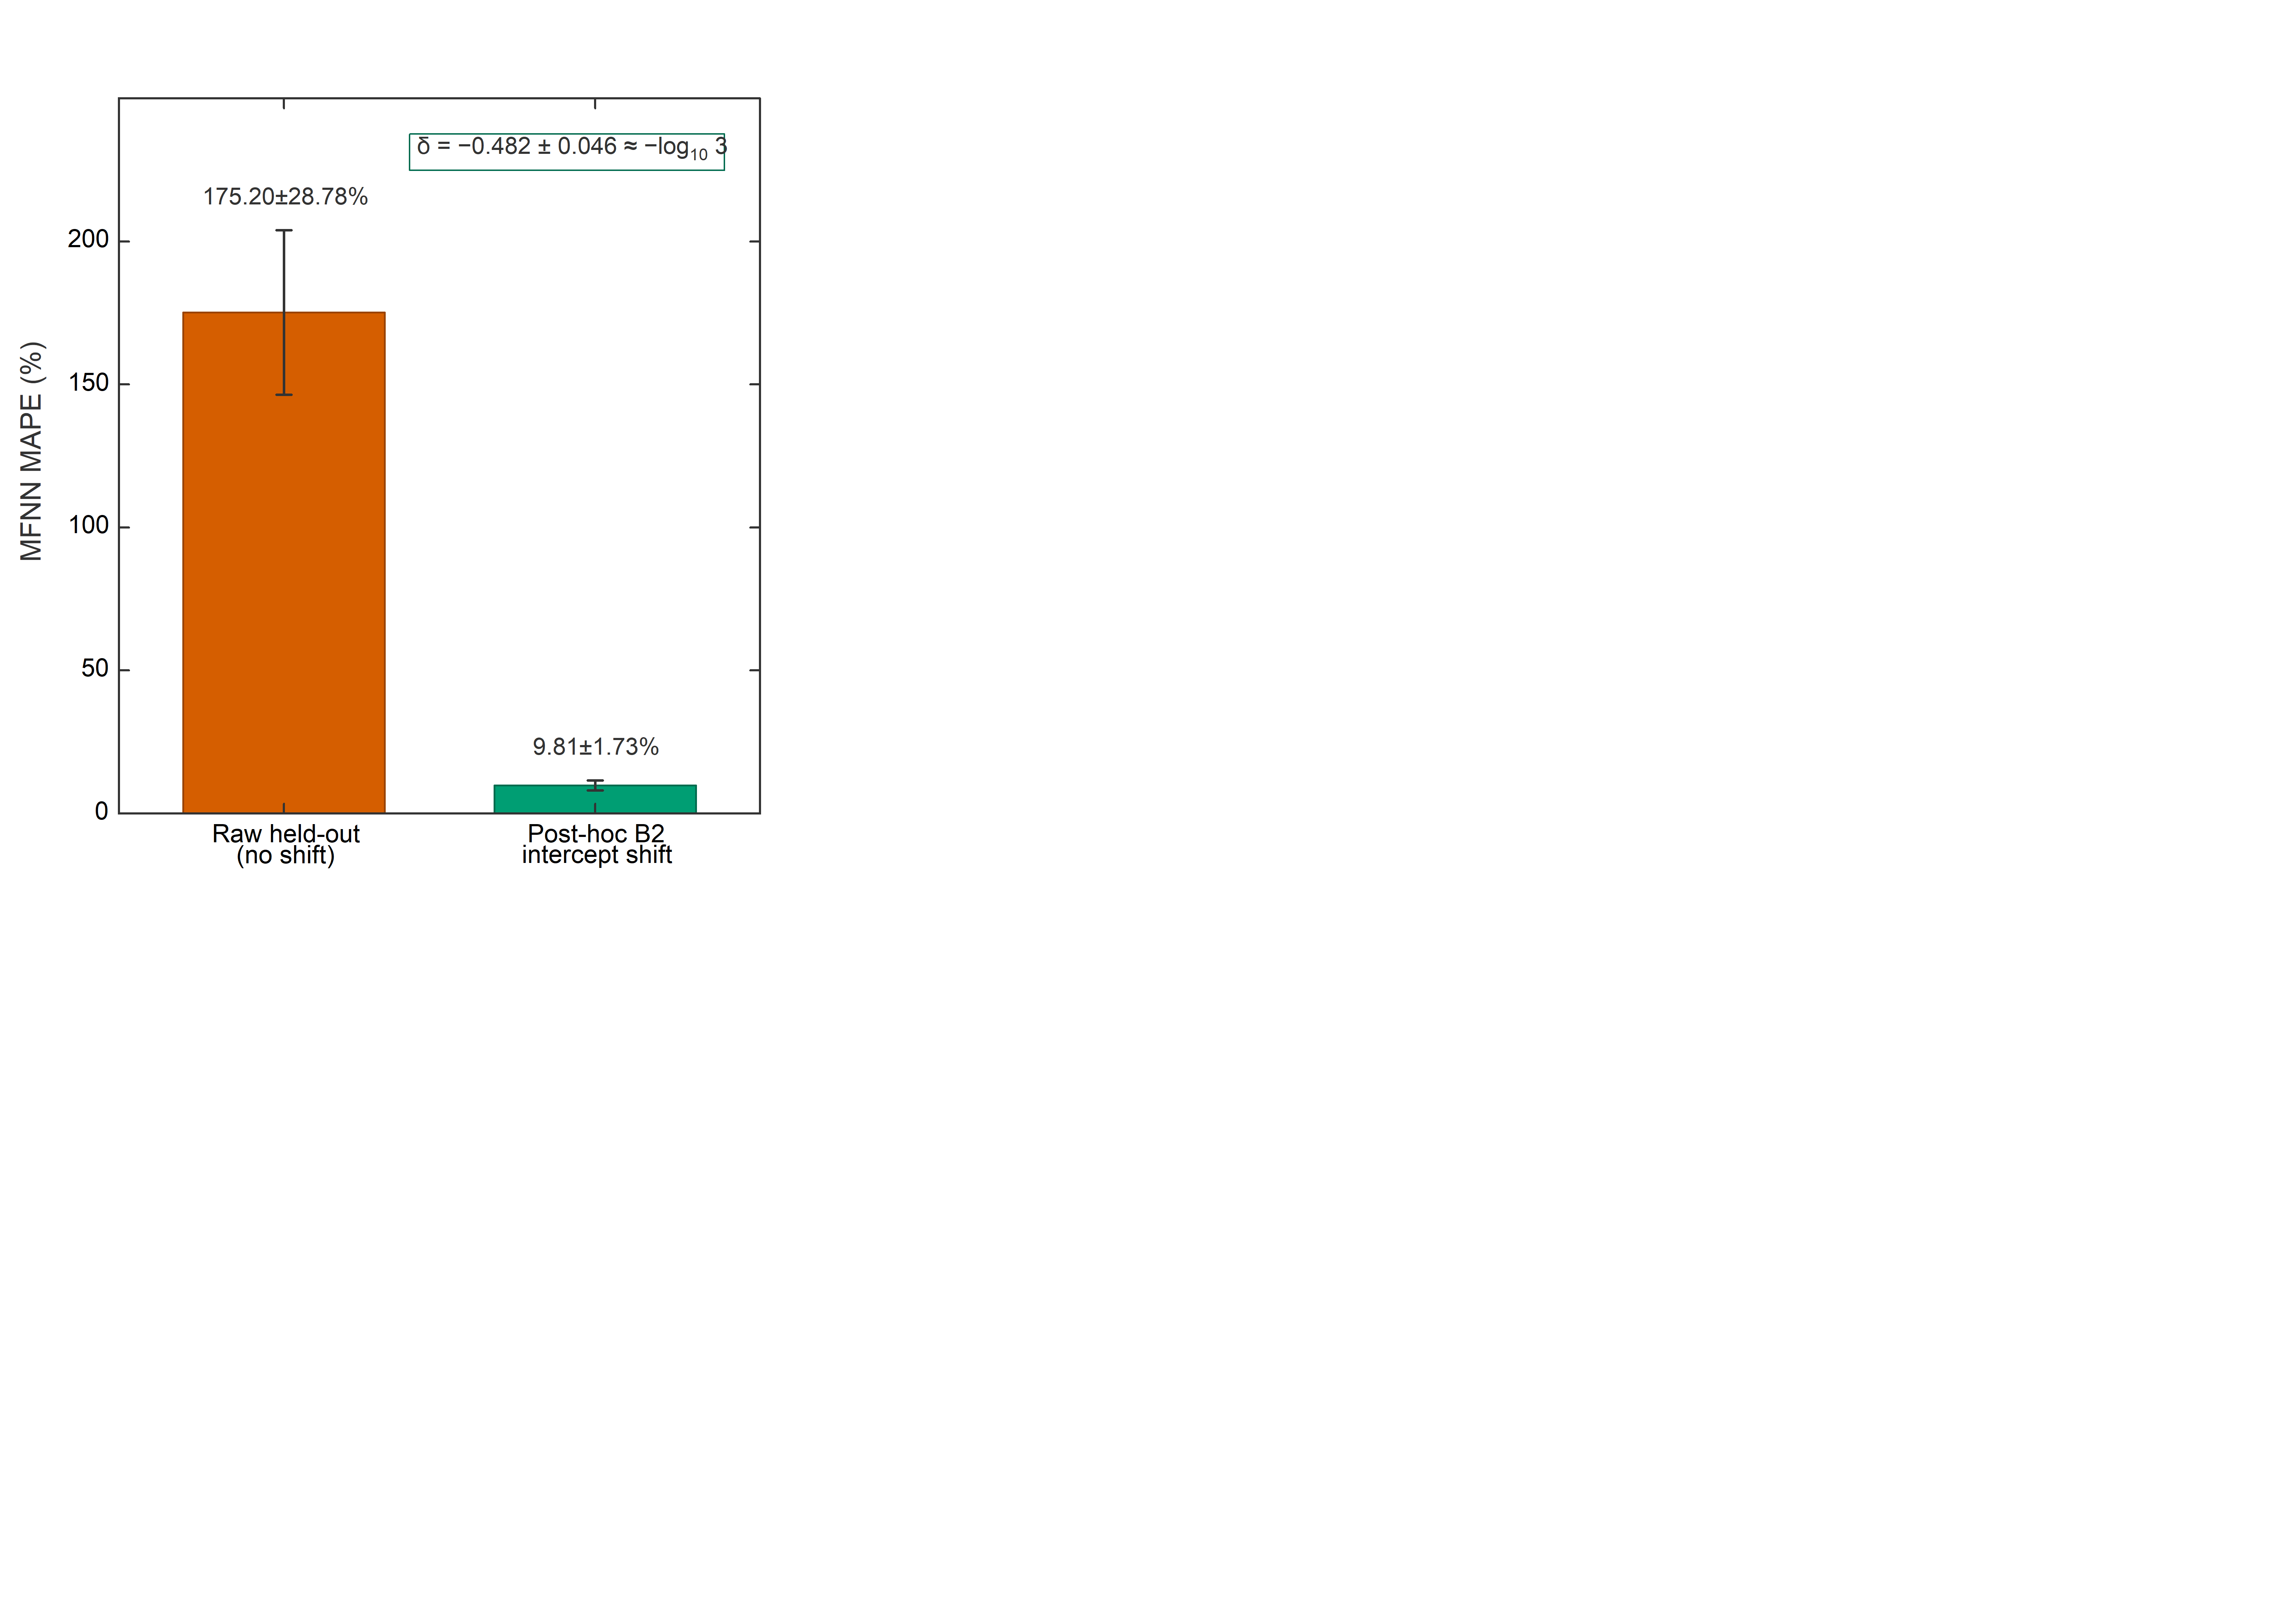 δ = −0.482 ± 0.046 ≈ −log₁₀ 3
175.20±28.78%
200
150
100
50
0
MFNN MAPE (%)
9.81±1.73%
Raw held-out
(no shift)
Post-hoc B2
intercept shift